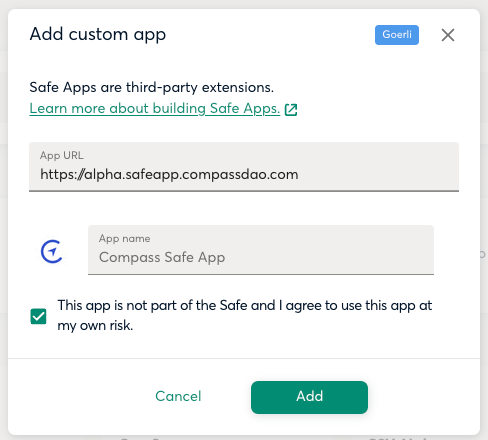 Add custom app
Goerli
Safe Apps are third-party extensions.
Learn more about building Safe Apps.
App URL
https://alpha.safeapp.compassdao.com
App name
Compass Safe App
This app is not part of the Safe and I agree to use this app at
my own risk.
Cancel
Add